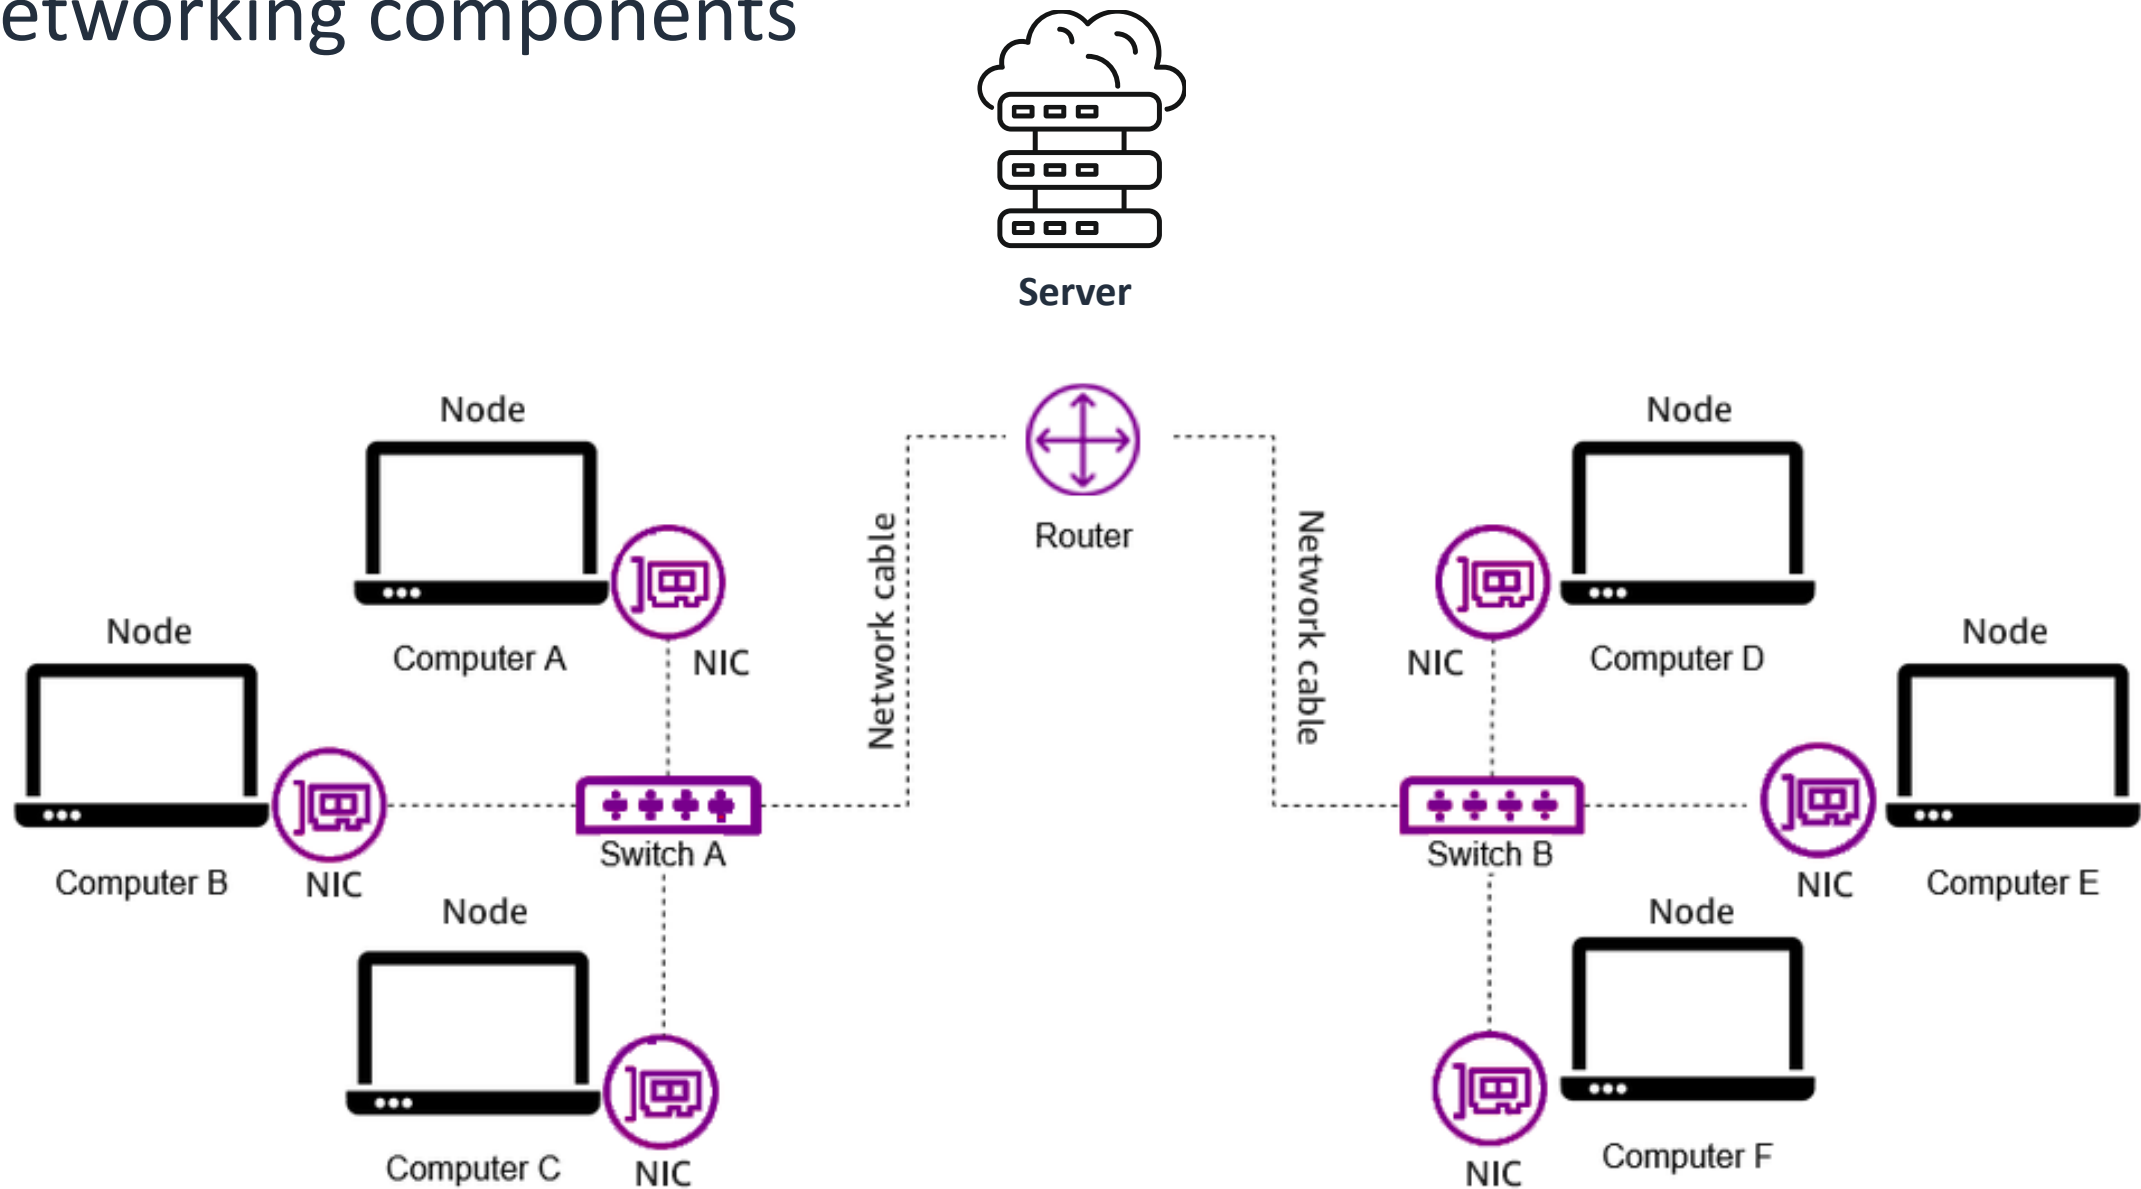 etworking components
Server
Node
Node
Router
Network cable
Network cable
Computer A
NIC
NIC
Computer D
Node
Node
Switch A
Switch B
Computer B
NIC
NIC
Computer E
Node
Node
Computer C
NIC
NIC
Computer F